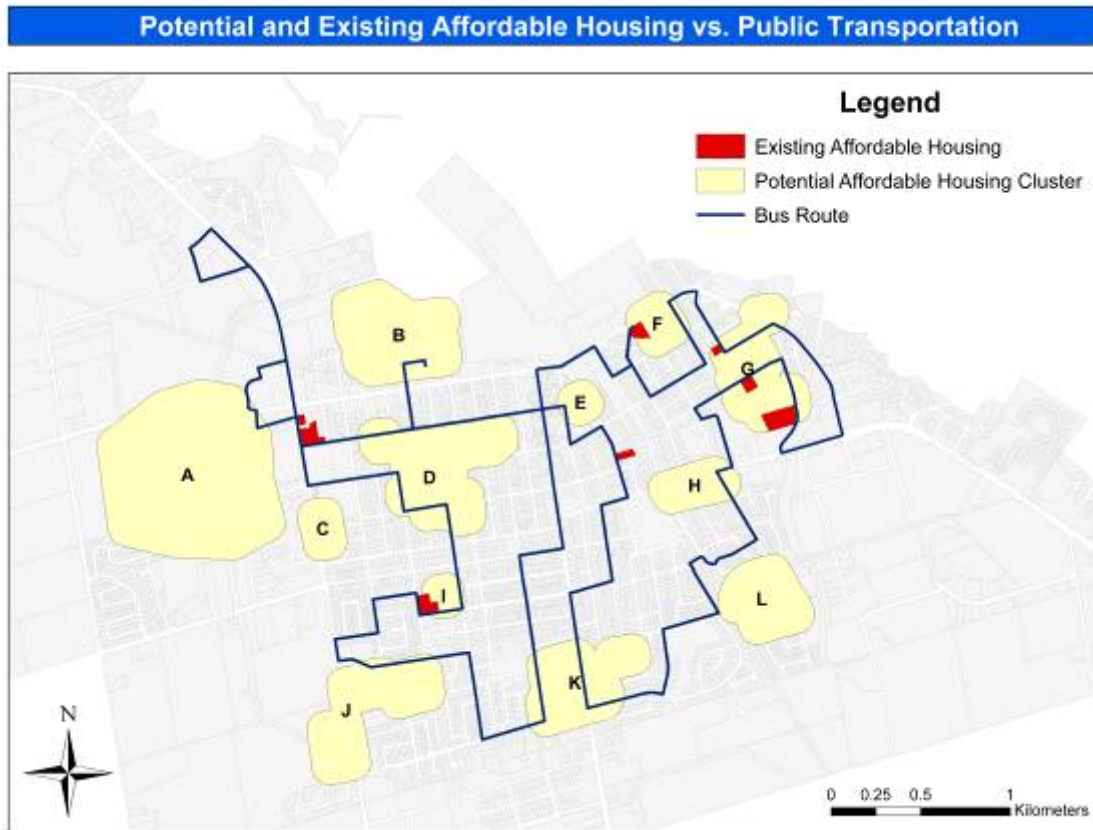 Potential and Existing Affordable Housing vs. Public Transportation
Legend
Existing Affordable Housing
Potential Affordable Housing Cluster
Bus Route
B
F
G
E
A
D
H
C
I
L
K
J
N
0 0.25 0.5 1
Kilometers